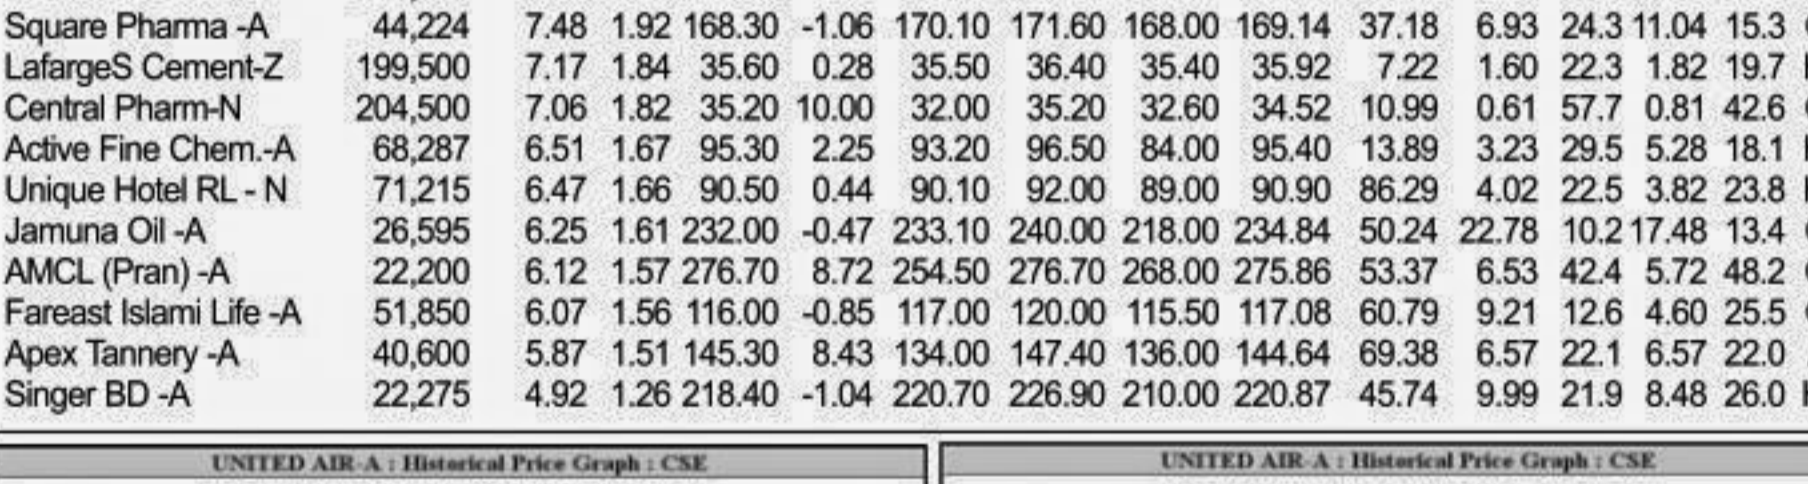 Square Pharma -A 44,224 7.48 1.92 168.30 -1.06 170.10 171.60 168.00 169.14 37.18 6.93 24.3 11.04 15.3
LafargeS Cement-Z 199,500 7.17 1.84 35.60 0.28 35.50 36.40 35.40 35.92 7.22 1.60 22.3 1.82 19.7
Central Pharm-N 204,500 7.06 1.82 35.20 10.00 32.00 35.20 32.60 34.52 10.99 0.61 57.7 0.81 42.6
Active Fine Chem.-A 68,287 6.51 1.67 95.30 2.25 93.20 96.50 84.00 95.40 13.89 3.23 29.5 5.28 18.1
Unique Hotel RL - N 71,215 6.47 1.66 90.50 0.44 90.10 92.00 89.00 90.90 86.29 4.02 22.5 3.82 23.8
Jamuna Oil -A 26,595 6.25 1.61 232.00 -0.47 233.10 240.00 218.00 234.84 50.24 22.78 10.2 17.48 13.4
AMCL (Pran) -A 22,200 6.12 1.57 276.70 8.72 254.50 276.70 268.00 275.86 53.37 6.53 42.4 5.72 48.2
Fareast Islami Life -A 51,850 6.07 1.56 116.00 -0.85 117.00 120.00 115.50 117.08 60.79 9.21 12.6 4.60 25.5
Apex Tannery -A 40,600 5.87 1.51 145.30 8.43 134.00 147.40 136.00 144.64 69.38 6.57 22.1 6.57 22.0
Singer BD -A 22,275 4.92 1.26 218.40 -1.04 220.70 226.90 210.00 220.87 45.74 9.99 21.9 8.48 26.0
UNITED AIR-A : Historical Price Graph : CSE
UNITED AIR-A : Historical Price Graph : CSE